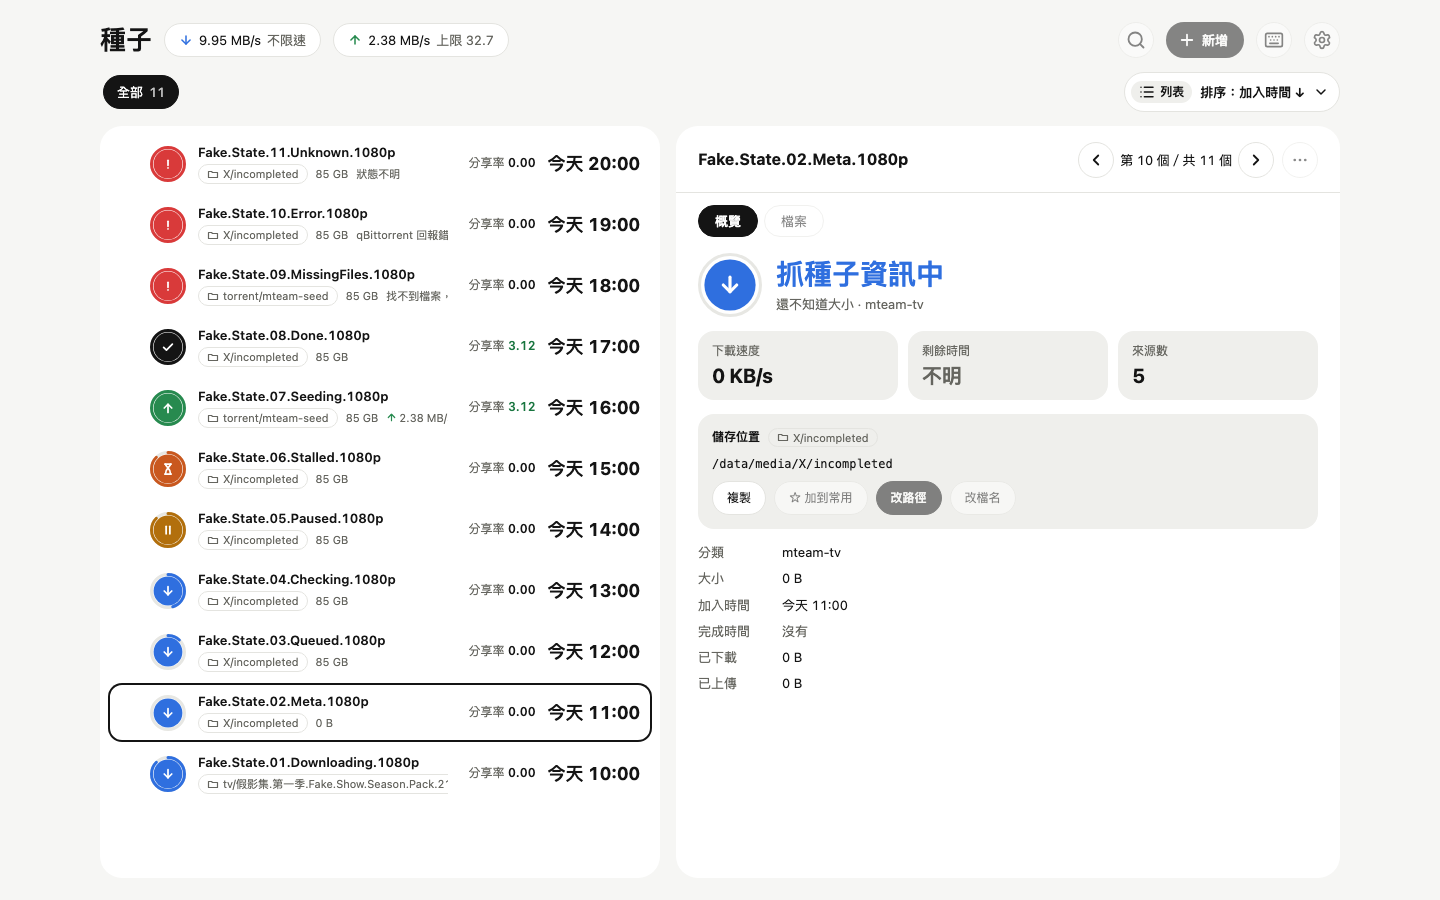 種子 9.95 MB/s 不限速 2.38 MB/s 上限 32.7 新增
全部 11 列表 排序：加入時間
Fake.State.11.Unknown.1080p
X/incompleted 85 GB 狀態不明
分享率 0.00 今天 20:00
Fake.State.10.Error.1080p
X/incompleted 85 GB qBittorrent 回報錯
分享率 0.00 今天 19:00
Fake.State.09.MissingFiles.1080p
torrent/mteam-seed 85 GB 找不到檔案，
分享率 0.00 今天 18:00
Fake.State.08.Done.1080p
X/incompleted 85 GB
分享率 3.12 今天 17:00
Fake.State.07.Seeding.1080p
torrent/mteam-seed 85 GB 2.38 MB/
分享率 3.12 今天 16:00
Fake.State.06.Stalled.1080p
X/incompleted 85 GB
分享率 0.00 今天 15:00
Fake.State.05.Paused.1080p
X/incompleted 85 GB
分享率 0.00 今天 14:00
Fake.State.04.Checking.1080p
X/incompleted 85 GB
分享率 0.00 今天 13:00
Fake.State.03.Queued.1080p
X/incompleted 85 GB
分享率 0.00 今天 12:00
Fake.State.02.Meta.1080p
X/incompleted 0 B
分享率 0.00 今天 11:00
Fake.State.01.Downloading.1080p
tv/假影集.第一季.Fake.Show.Season.Pack.2
分享率 0.00 今天 10:00
Fake.State.02.Meta.1080p 第 10 個 / 共 11 個
概覽 檔案
抓種子資訊中
還不知道大小 · mteam-tv
下載速度
0 KB/s
剩餘時間
不明
來源數
5
儲存位置 X/incompleted
/data/media/X/incompleted
複製 ☆ 加到常用 改路徑 改檔名
分類 mteam-tv
大小 0 B
加入時間 今天 11:00
完成時間 沒有
已下載 0 B
已上傳 0 B